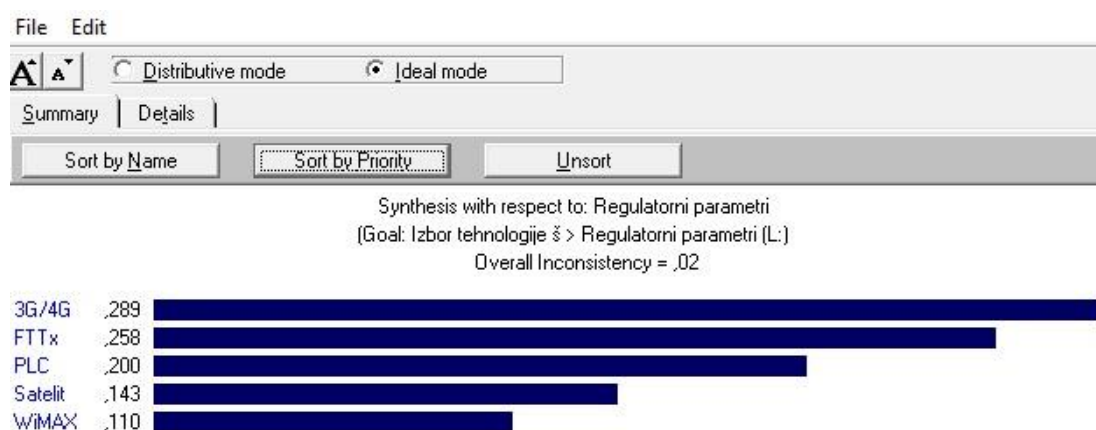 File Edit
A A Distributive mode Ideal mode
Summary Details
Sort by Name Sort by Priority Unsort
Synthesis with respect to: Regulatorni parametri
(Goal: Izbor tehnologije š > Regulatorni parametri (L:)
Overall Inconsistency = ,02
3G/4G ,289
FTTx ,258
PLC ,200
Satelit ,143
WiMAX ,110